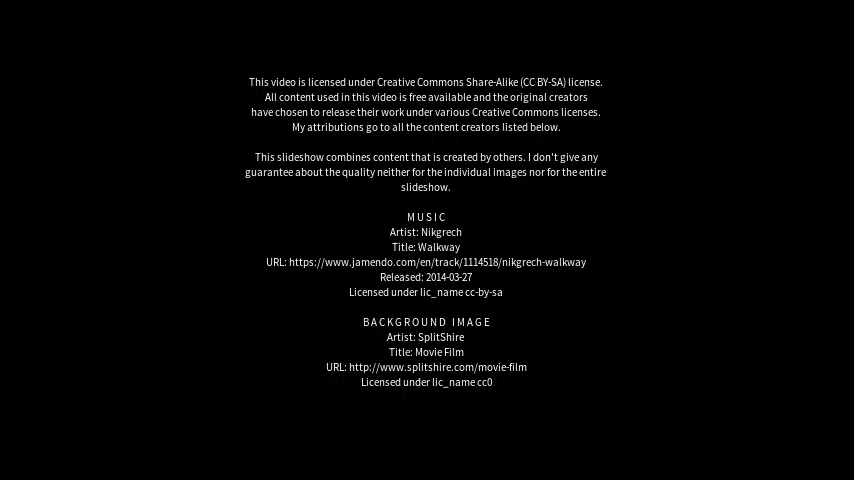 This video is licensed under Creative Commons Share-Alike (CC BY-SA) license.
All content used in this video is free available and the original creators
have chosen to release their work under various Creative Commons licenses.
My attributions go to all the content creators listed below.
This slideshow combines content that is created by others. I don't give any
guarantee about the quality neither for the individual images nor for the entire
slideshow.
MUSIC
Artist: Nikgrech
Title: Walkway
URL: https://www.jamendo.com/en/track/1114518/nikgrech-walkway
Released: 2014-03-27
Licensed under lic_name cc-by-sa
BACKGROUND IMAGE
Artist: SplitShire
Title: Movie Film
URL: http://www.splitshire.com/movie-film
Licensed under lic_name cc0